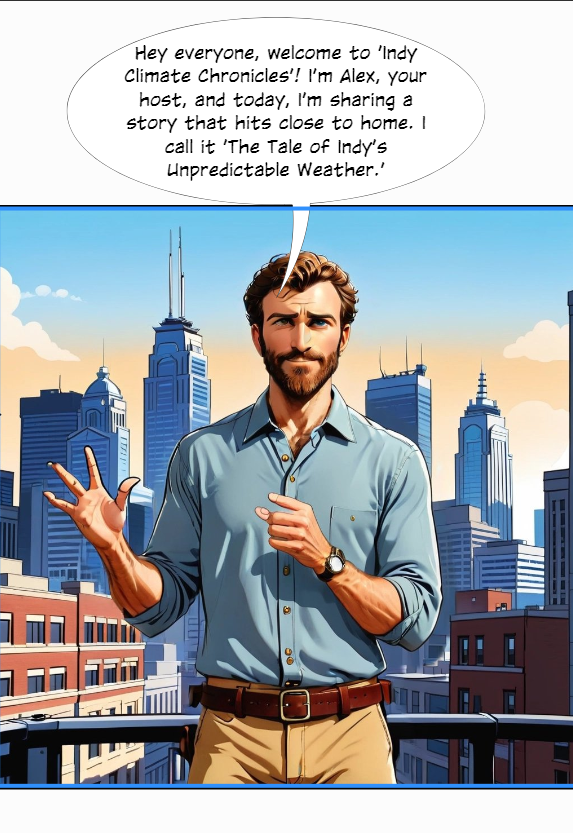 Hey everyone, welcome to 'Indy
Climate Chronicles'! I'm Alex, your
host, and today, I'm sharing a
story that hits close to home. I
call it 'The Tale of Indy's
Unpredictable Weather.'